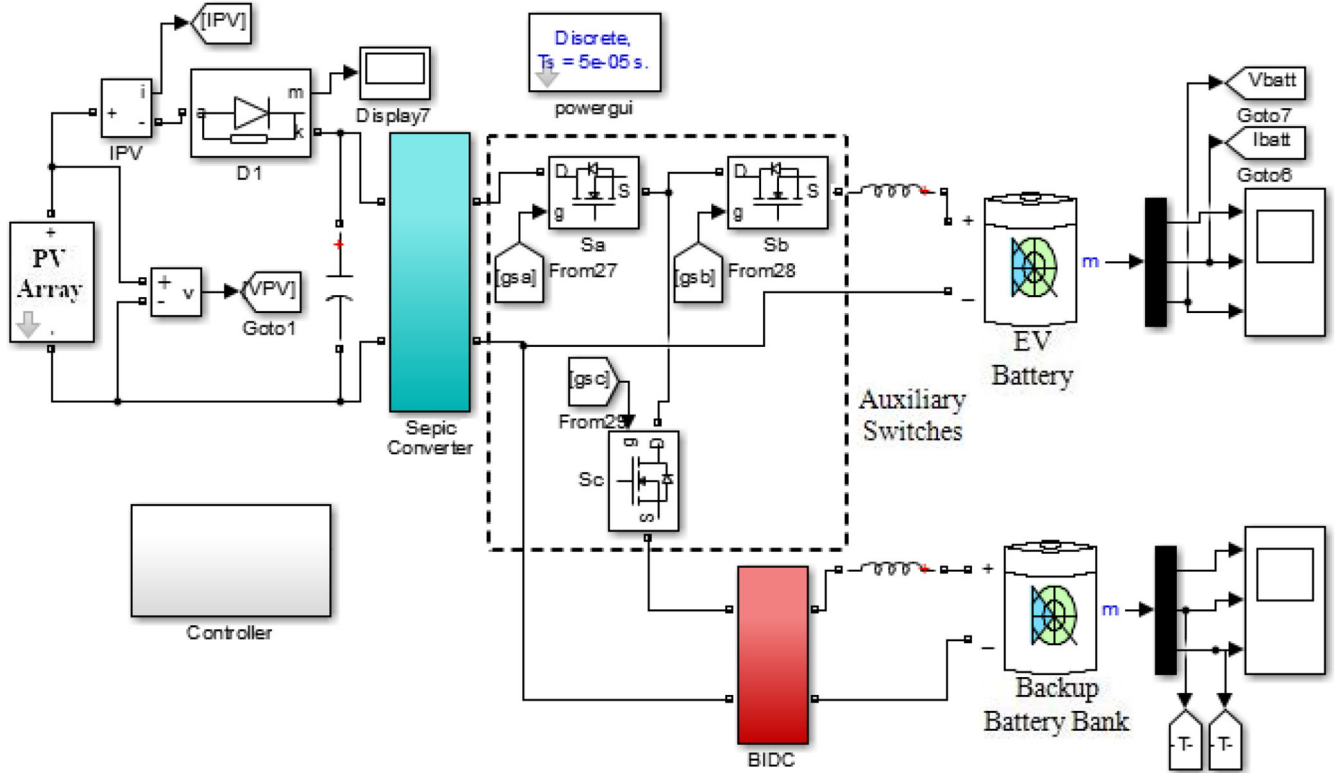 [IPV]
Discrete,
Ts = 5e-05 s.
powergui
i
+
-
IPV
a
m
k
D1
Display7
Vbatt
Goto7
Ibatt
Goto6
D
S
g
Sa
[gsa]
From27
D
S
g
Sb
[gsb]
From28
+
PV
Array
-
+
-
v
[VPV]
Goto1
+
+
+
−
m
EV
Battery
Sepic
Converter
[gsc]
From29
g
D
Sc
S
Auxiliary
Switches
Controller
+
+
−
m
Backup
Battery Bank
BIDC
-T-
-T-